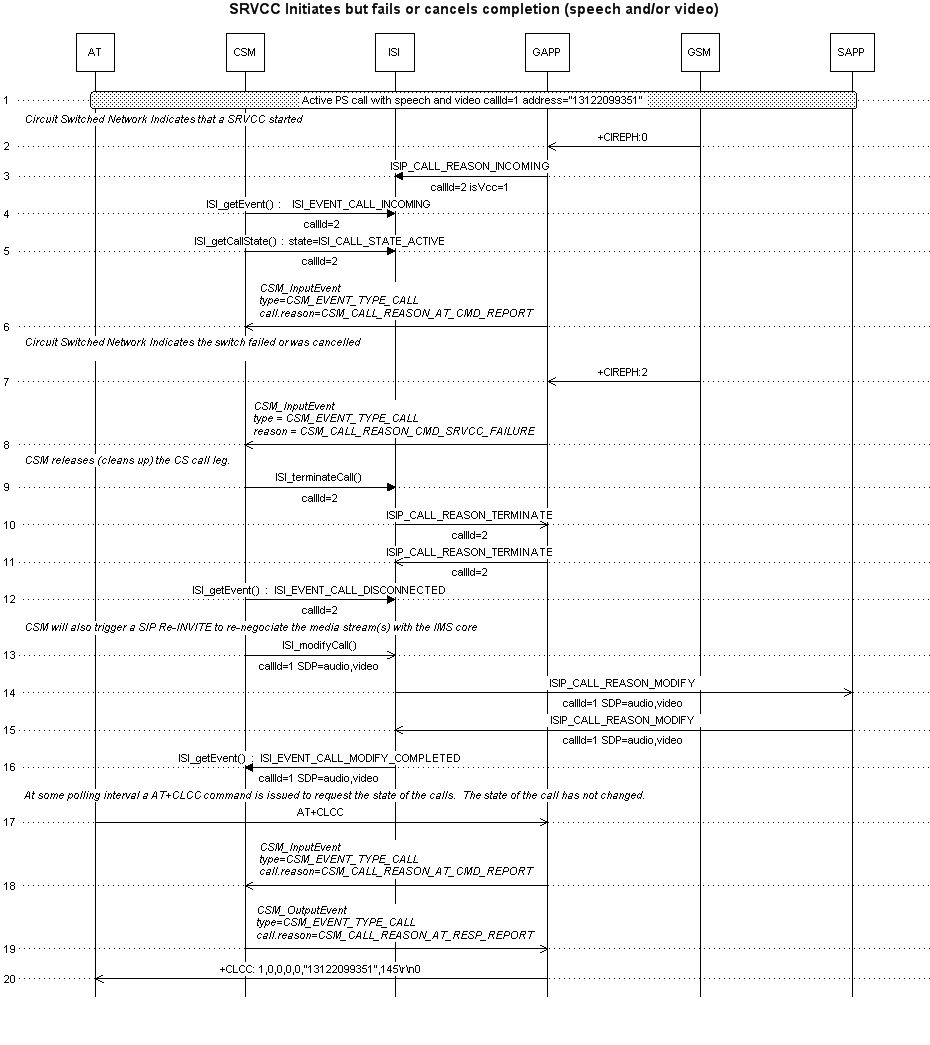 SRVCC Initiates but fails or cancels completion (speech and/or video)
AT CSM ISI GAPP GSM SAPP
1 Active PS call with speech and video callId=1 address="13122099351"
Circuit Switched Network Indicates that a SRVCC started
+CIREPH:0
2
ISIP_CALL_REASON_INCOMING
3
callId=2 isVcc=1
ISI_getEvent() : ISI_EVENT_CALL_INCOMING
4
callId=2
ISI_getCallState() : state=ISI_CALL_STATE_ACTIVE
5
callId=2
CSM_InputEvent
type=CSM_EVENT_TYPE_CALL
call.reason=CSM_CALL_REASON_AT_CMD_REPORT
6
Circuit Switched Network Indicates the switch failed or was cancelled
+CIREPH:2
7
CSM_InputEvent
type = CSM_EVENT_TYPE_CALL
reason = CSM_CALL_REASON_CMD_SRVCC_FAILURE
8
CSM releases (cleans up) the CS call leg.
ISI_terminateCall()
9
callId=2
ISIP_CALL_REASON_TERMINATE
10
callId=2
ISIP_CALL_REASON_TERMINATE
11
callId=2
ISI_getEvent() : ISI_EVENT_CALL_DISCONNECTED
12
callId=2
CSM will also trigger a SIP Re-INVITE to re-negotiate the media stream(s) with the IMS core
ISI_modifyCall()
13
callId=1 SDP=audio,video
ISIP_CALL_REASON_MODIFY
14
callId=1 SDP=audio,video
ISIP_CALL_REASON_MODIFY
15
callId=1 SDP=audio,video
ISI_getEvent() : ISI_EVENT_CALL_MODIFY_COMPLETED
16
callId=1 SDP=audio,video
At some polling interval a AT+CLCC command is issued to request the state of the calls. The state of the call has not changed.
AT+CLCC
17
CSM_InputEvent
type=CSM_EVENT_TYPE_CALL
call.reason=CSM_CALL_REASON_AT_CMD_REPORT
18
CSM_OutputEvent
type=CSM_EVENT_TYPE_CALL
call.reason=CSM_CALL_REASON_AT_RESP_REPORT
19
+CLCC: 1,0,0,0,0,"13122099351",145\r\n0
20